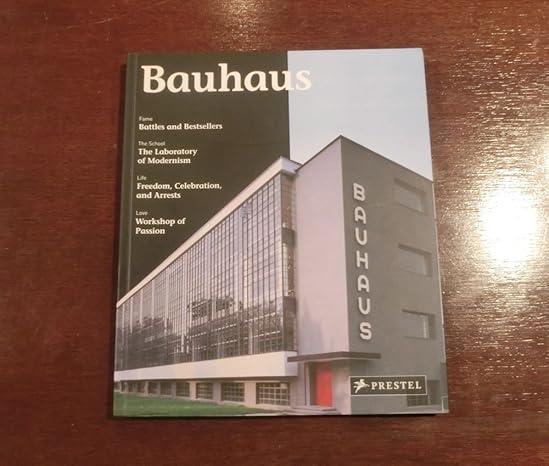 Bauhaus
Fame
Battles and Bestsellers
The School
The Laboratory
of Modernism
Life
Freedom, Celebration,
and Arrests
Love
Workshop of
Passion
BAUHAUS
PRESTEL